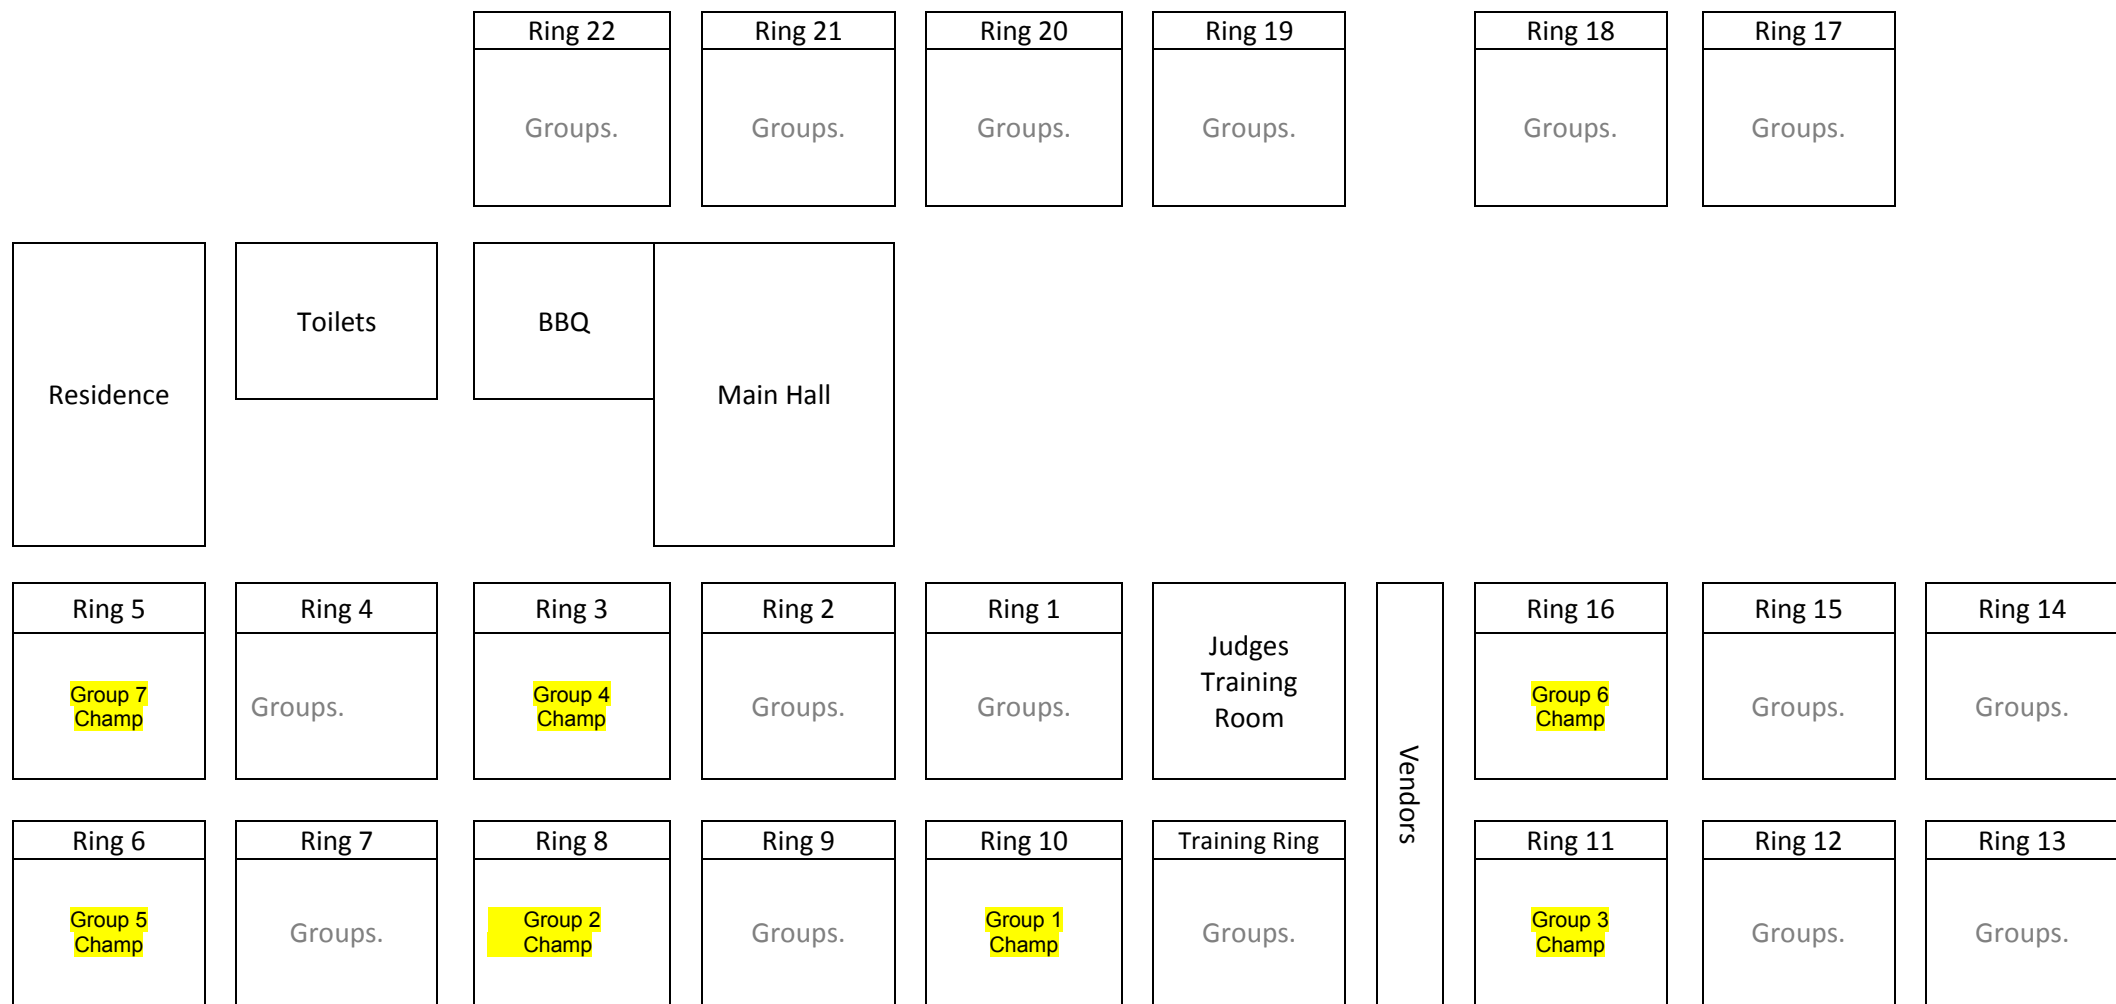 Ring 22
Ring 21
Ring 20
Ring 19
Ring 18
Ring 17
Groups.
Groups.
Groups.
Groups.
Groups.
Groups.
Toilets
BBQ
Residence
Main Hall
Ring 5
Ring 4
Ring 3
Ring 2
Ring 1
Judges
Training
Room
Ring 16
Ring 15
Ring 14
Group 7
Champ
Groups.
Group 4
Champ
Groups.
Groups.
Group 6
Champ
Groups.
Groups.
Vendors
Ring 6
Ring 7
Ring 8
Ring 9
Ring 10
Training Ring
Ring 11
Ring 12
Ring 13
Group 5
Champ
Groups.
Group 2
Champ
Groups.
Group 1
Champ
Groups.
Group 3
Champ
Groups.
Groups.